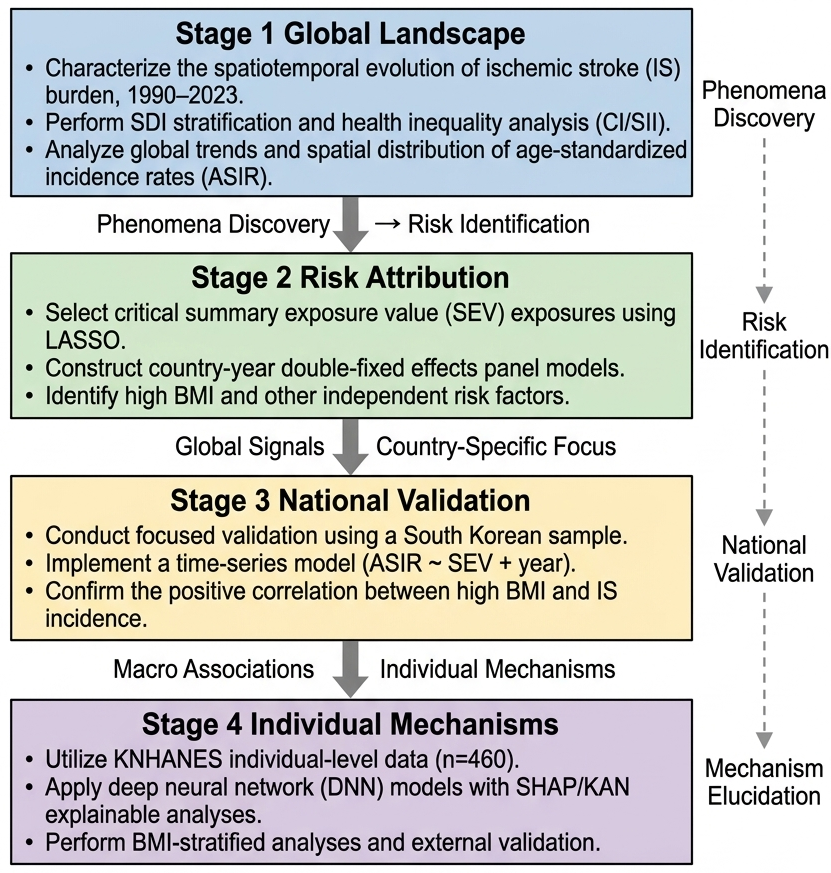 Stage 1 Global Landscape
• Characterize the spatiotemporal evolution of ischemic stroke (IS)
burden, 1990–2023.
• Perform SDI stratification and health inequality analysis (CI/SII).
• Analyze global trends and spatial distribution of age-standardized
incidence rates (ASIR).
Phenomena Discovery → Risk Identification
Stage 2 Risk Attribution
• Select critical summary exposure value (SEV) exposures using
LASSO.
• Construct country-year double-fixed effects panel models.
• Identify high BMI and other independent risk factors.
Global Signals Country-Specific Focus
Stage 3 National Validation
• Conduct focused validation using a South Korean sample.
• Implement a time-series model (ASIR ~ SEV + year).
• Confirm the positive correlation between high BMI and IS
incidence.
Macro Associations Individual Mechanisms
Stage 4 Individual Mechanisms
• Utilize KNHANES individual-level data (n=460).
• Apply deep neural network (DNN) models with SHAP/KAN
explainable analyses.
• Perform BMI-stratified analyses and external validation.
Phenomena
Discovery
Risk
Identification
National
Validation
Mechanism
Elucidation